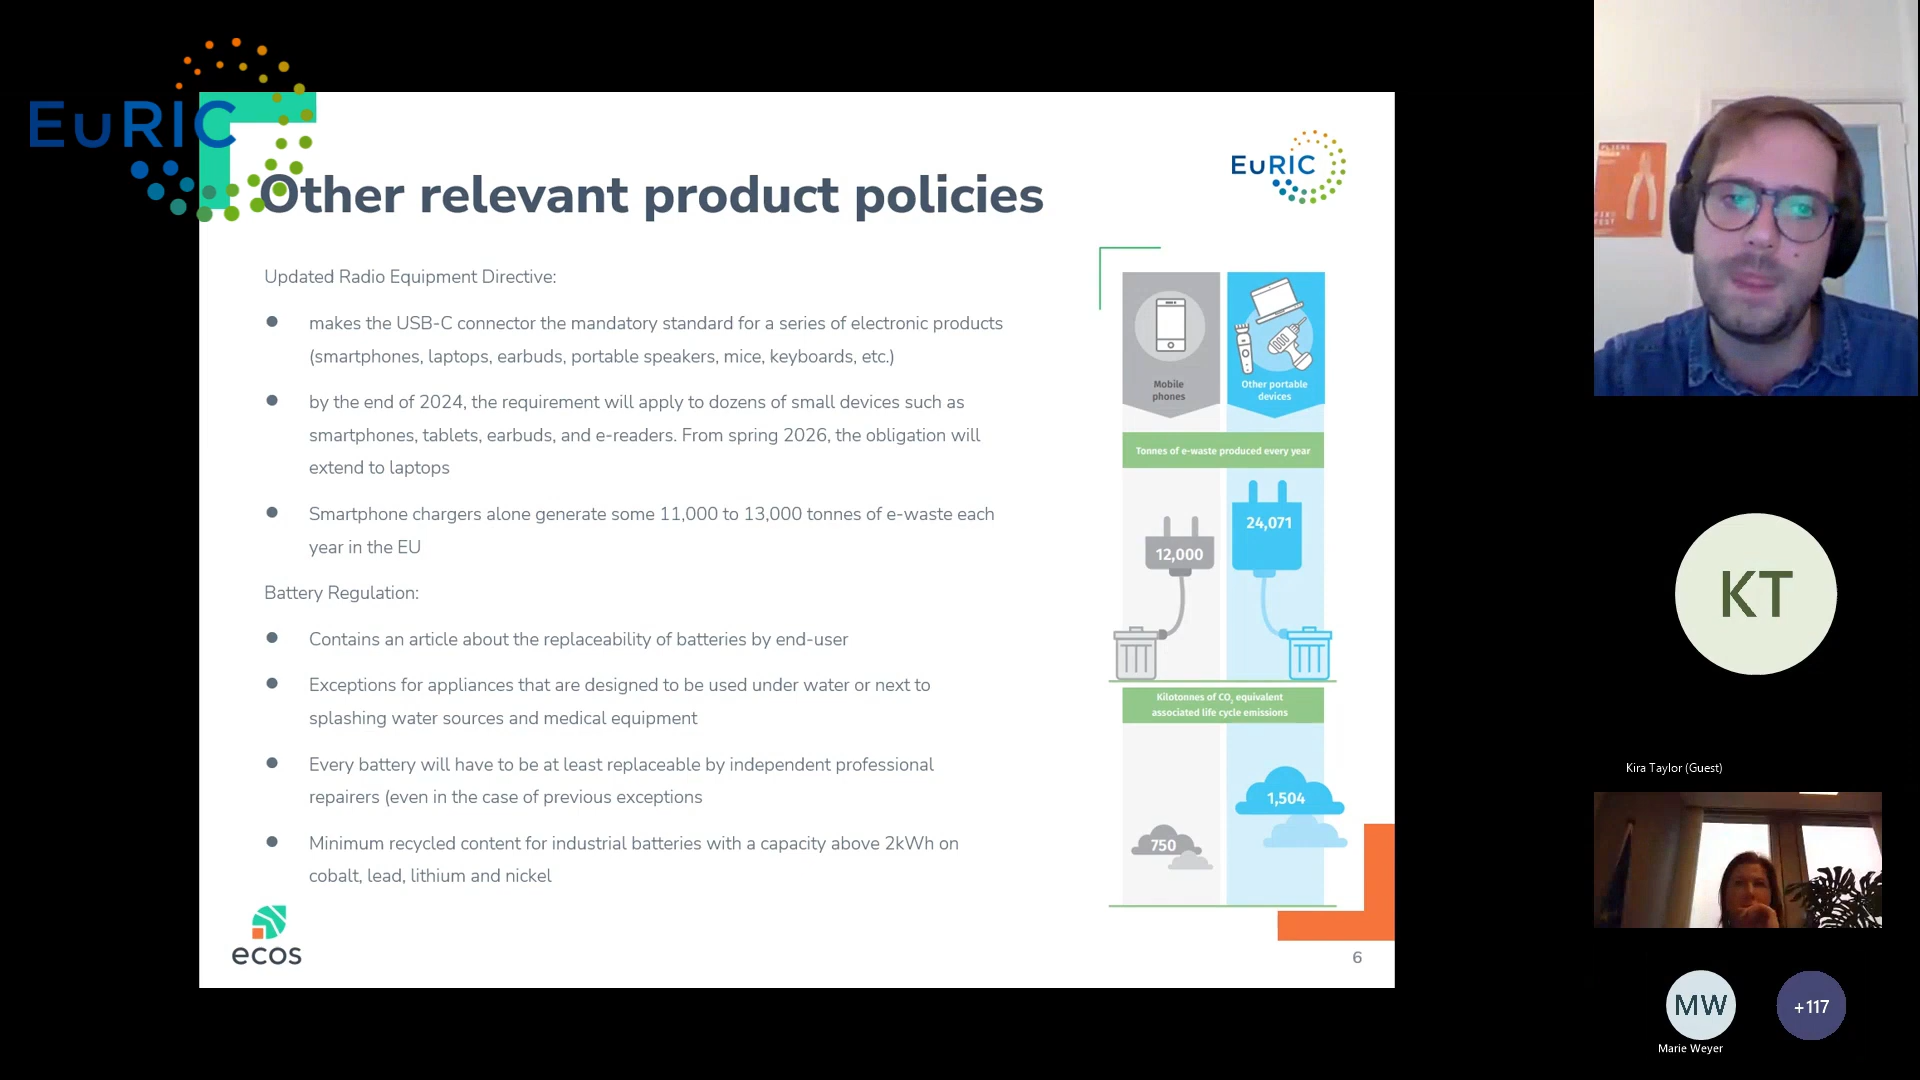 EuRIC
EuRIC
Other relevant product policies
Updated Radio Equipment Directive:
● makes the USB-C connector the mandatory standard for a series of electronic products
(smartphones, laptops, earbuds, portable speakers, mice, keyboards, etc.)
● by the end of 2024, the requirement will apply to dozens of small devices such as
smartphones, tablets, earbuds, and e-readers. From spring 2026, the obligation will
extend to laptops
● Smartphone chargers alone generate some 11,000 to 13,000 tonnes of e-waste each
year in the EU
Battery Regulation:
● Contains an article about the replaceability of batteries by end-user
● Exceptions for appliances that are designed to be used under water or next to
splashing water sources and medical equipment
● Every battery will have to be at least replaceable by independent professional
repairers (even in the case of previous exceptions
● Minimum recycled content for industrial batteries with a capacity above 2kWh on
cobalt, lead, lithium and nickel
Mobile
phones
Other portable
devices
Tonnes of e-waste produced every year
12,000
24,071
Kilotonnes of CO₂ equivalent
associated life cycle emissions
750
1,504
ecos
6
KT
Kira Taylor (Guest)
MW
Marie Weyer
+117